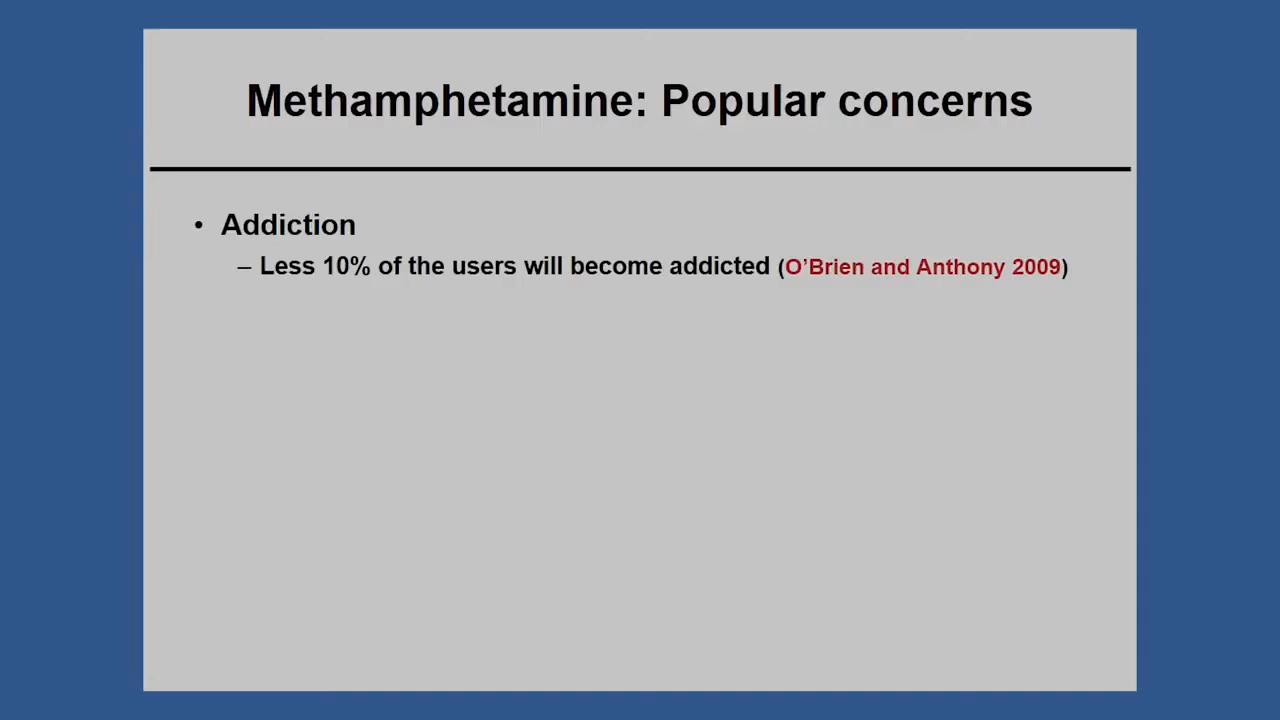 Methamphetamine: Popular concerns
• Addiction
– Less 10% of the users will become addicted (O’Brien and Anthony 2009)